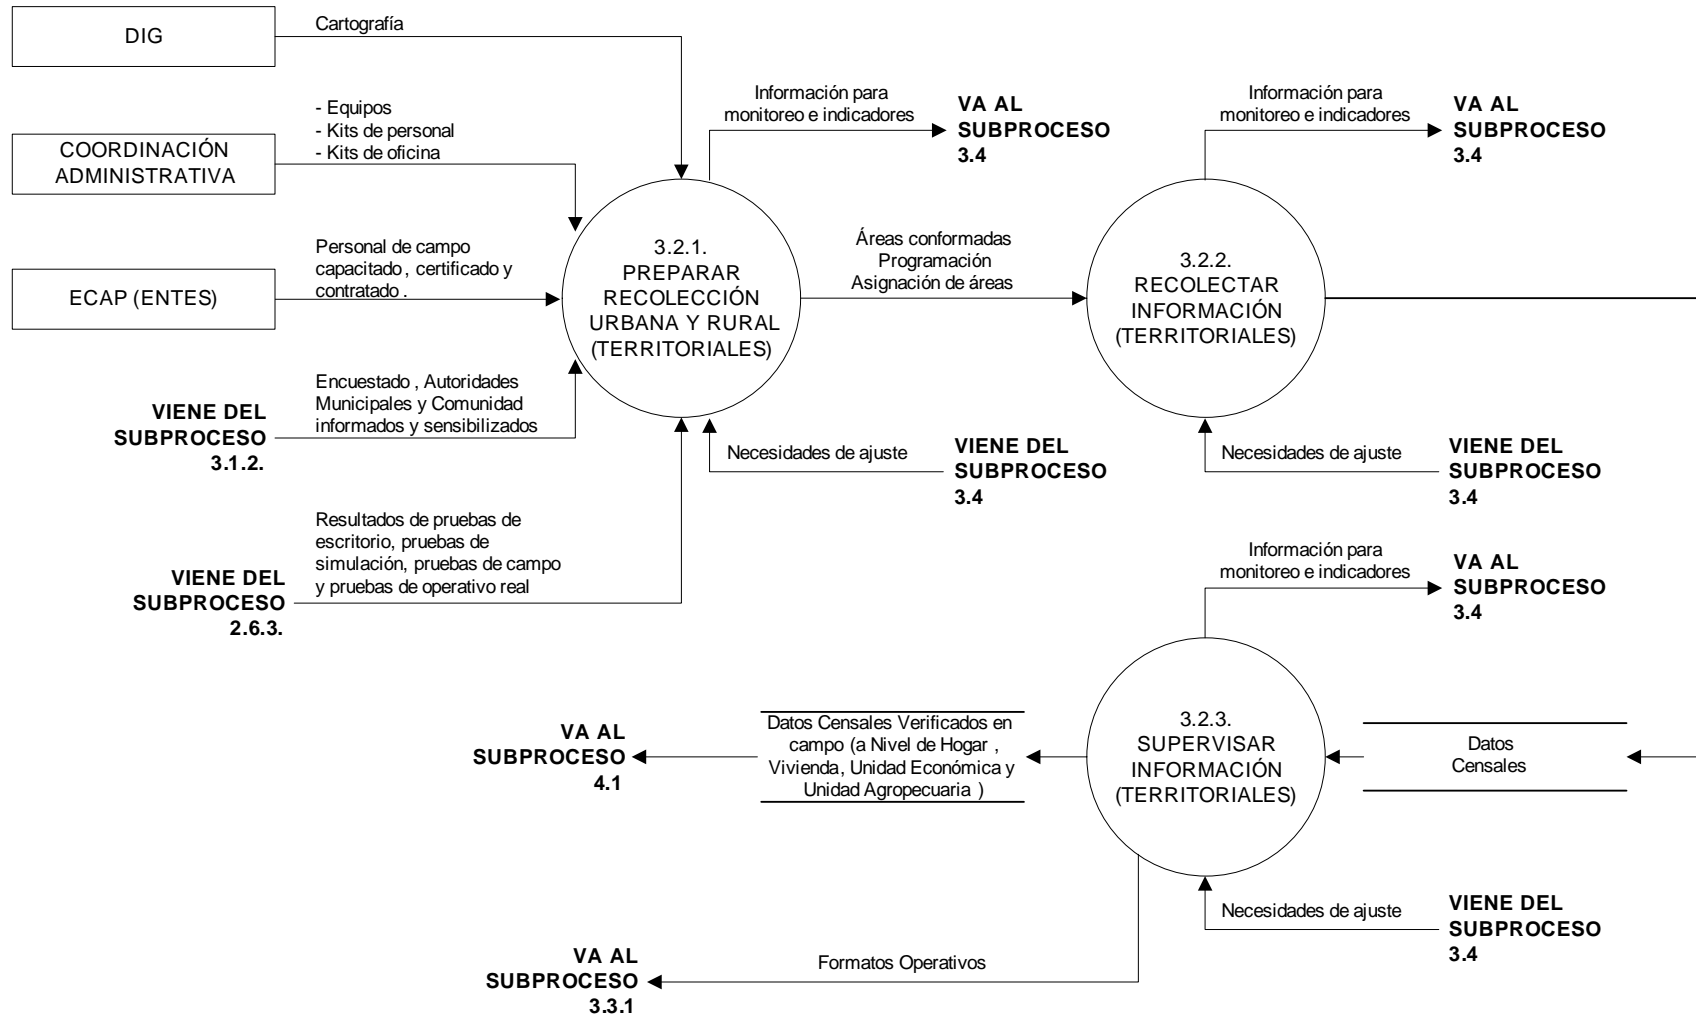 DIG
Cartografía
COORDINACIÓN
ADMINISTRATIVA
- Equipos
- Kits de personal
- Kits de oficina
ECAP (ENTES)
Personal de campo
capacitado , certificado y
contratado .
VIENE DEL
SUBPROCESO
3.1.2.
Encuestado , Autoridades
Municipales y Comunidad
informados y sensibilizados
VIENE DEL
SUBPROCESO
2.6.3.
Resultados de pruebas de
escritorio, pruebas de
simulación, pruebas de campo
y pruebas de operativo real
3.2.1.
PREPARAR
RECOLECCIÓN
URBANA Y RURAL
(TERRITORIALES)
Información para
monitoreo e indicadores
VA AL
SUBPROCESO
3.4
Necesidades de ajuste
VIENE DEL
SUBPROCESO
3.4
Áreas conformadas
Programación
Asignación de áreas
3.2.2.
RECOLECTAR
INFORMACIÓN
(TERRITORIALES)
Información para
monitoreo e indicadores
VA AL
SUBPROCESO
3.4
Necesidades de ajuste
VIENE DEL
SUBPROCESO
3.4
Información para
monitoreo e indicadores
VA AL
SUBPROCESO
3.4
Datos
Censales
3.2.3.
SUPERVISAR
INFORMACIÓN
(TERRITORIALES)
Datos Censales Verificados en
campo (a Nivel de Hogar ,
Vivienda, Unidad Económica y
Unidad Agropecuaria )
VA AL
SUBPROCESO
4.1
Necesidades de ajuste
VIENE DEL
SUBPROCESO
3.4
Formatos Operativos
VA AL
SUBPROCESO
3.3.1